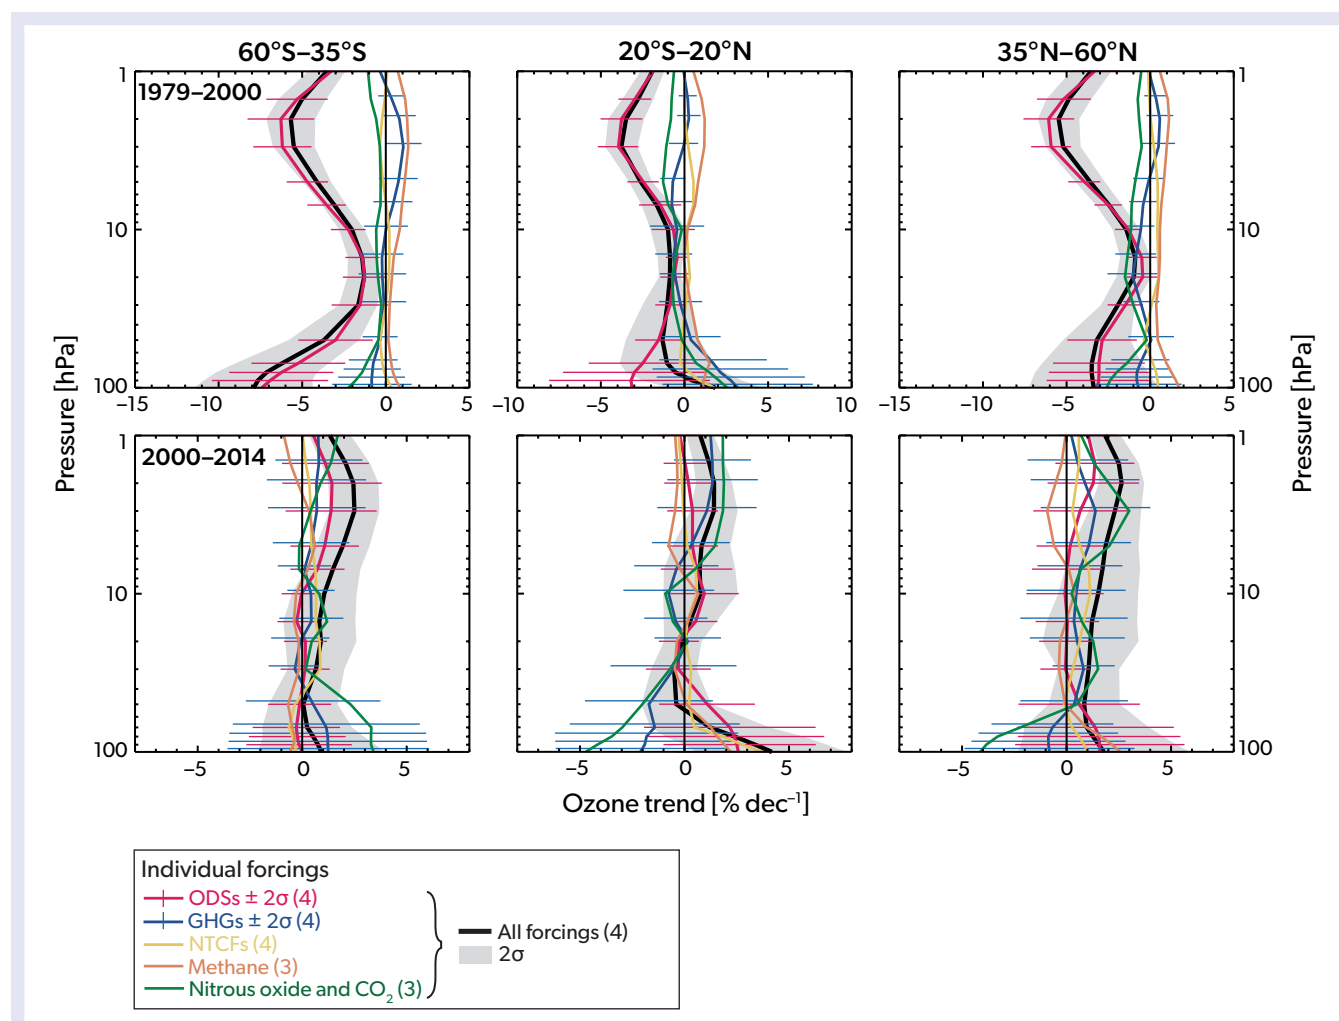 60°S–35°S
20°S–20°N
35°N–60°N
1979–2000
1
10
100
−15
−10
−5
0
5
−10
−5
0
5
10
−15
−10
−5
0
5
1
10
100
Pressure [hPa]
Pressure [hPa]
2000–2014
1
10
100
−5
0
5
−5
0
5
−5
0
5
1
10
100
Ozone trend [% dec−1]
Individual forcings
ODSs ± 2σ (4)
GHGs ± 2σ (4)
NTCFs (4)
Methane (3)
Nitrous oxide and CO2 (3)
All forcings (4)
2σ